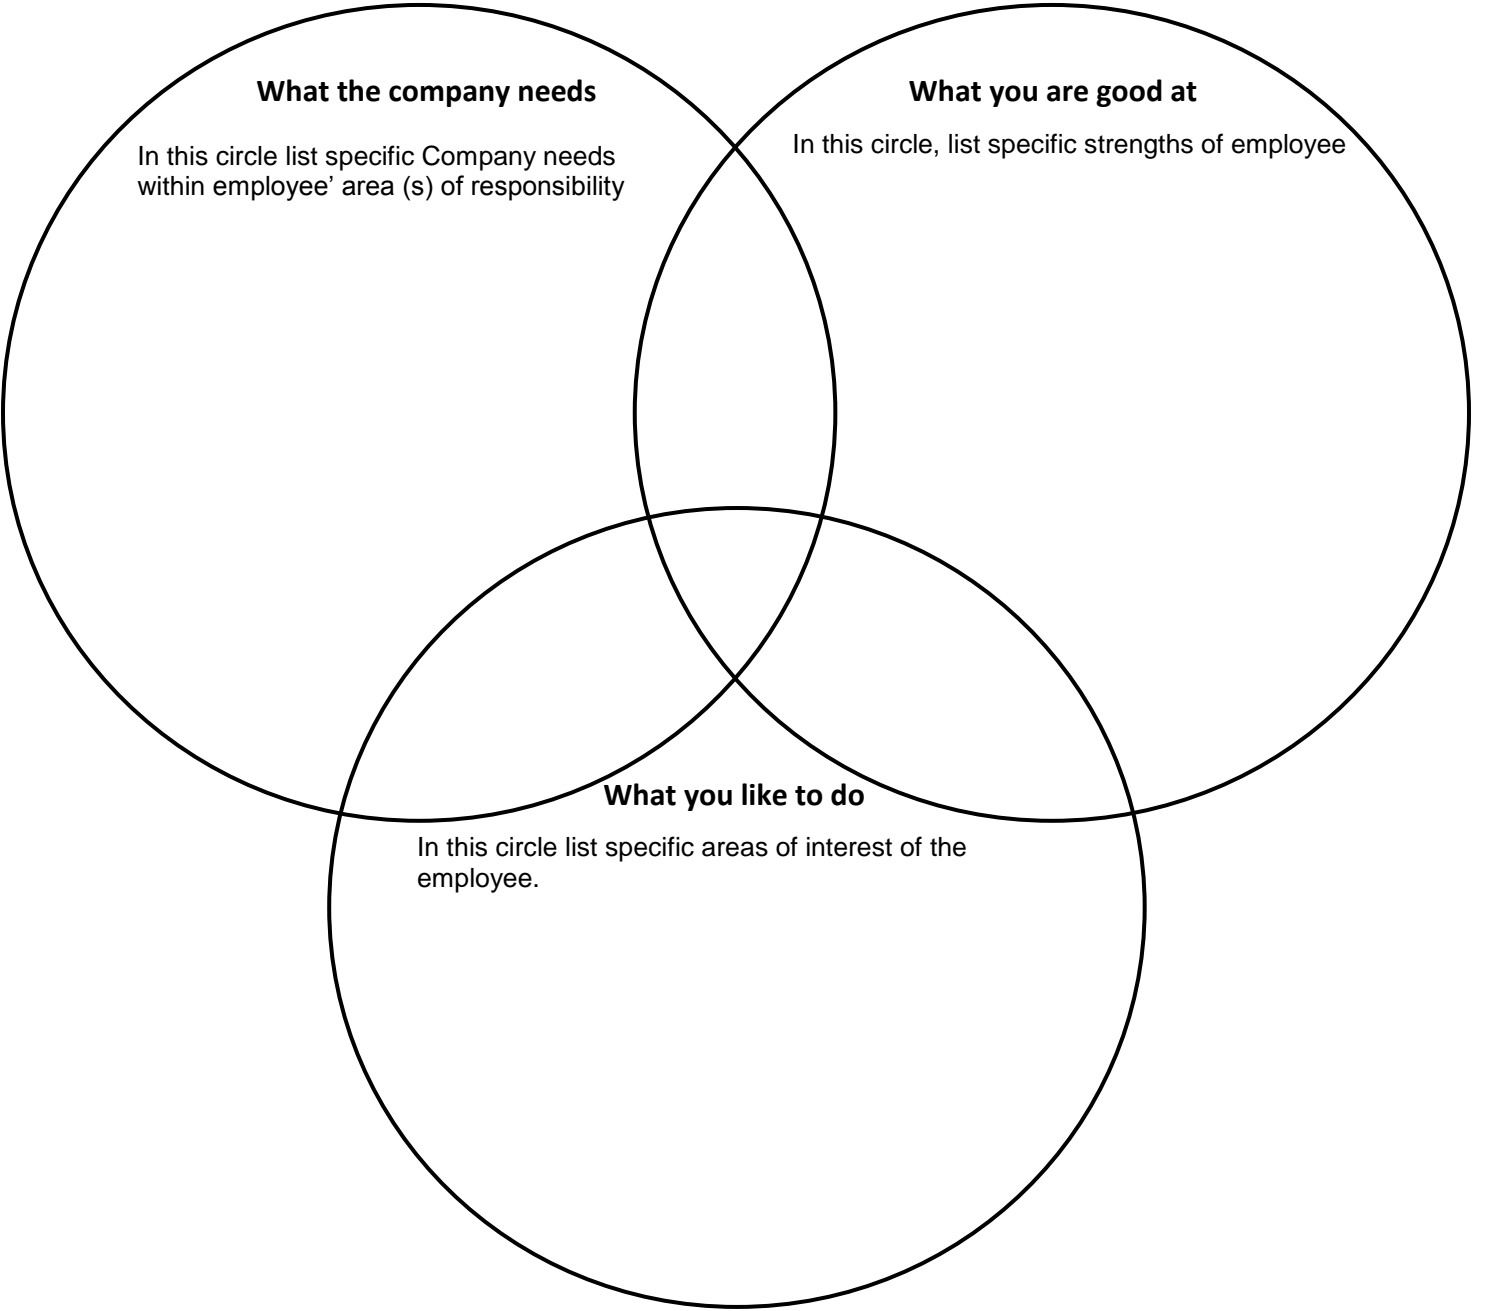 What the company needs
In this circle list specific Company needs
within employee’ area (s) of responsibility
What you are good at
In this circle, list specific strengths of employee
What you like to do
In this circle list specific areas of interest of the
employee.